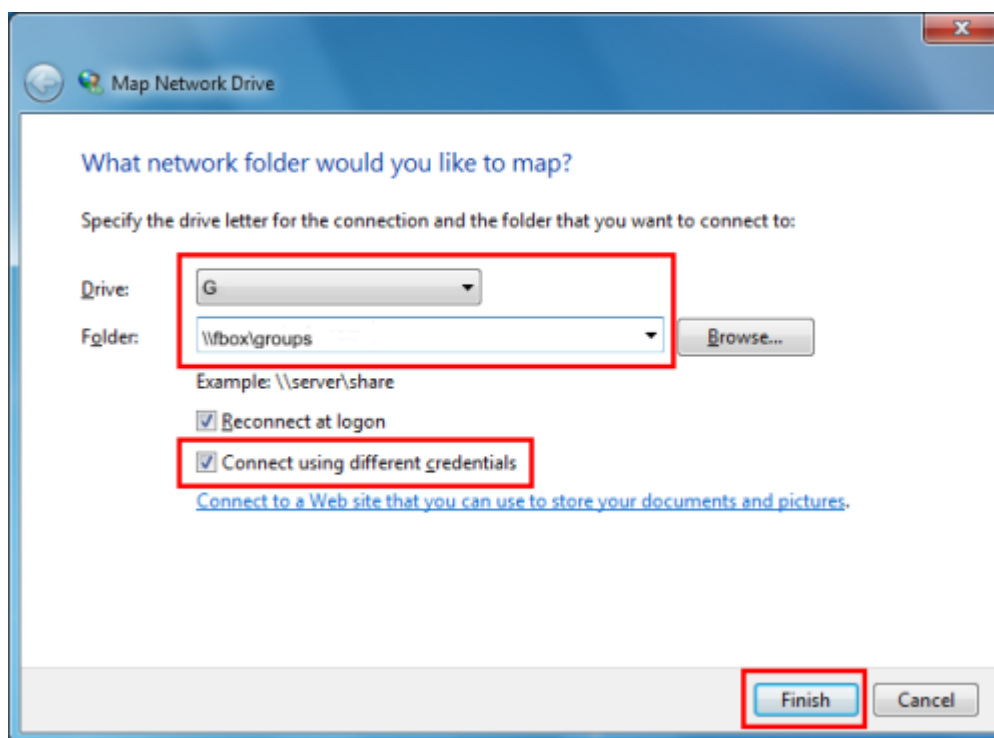 Map Network Drive
What network folder would you like to map?
Specify the drive letter for the connection and the folder that you want to connect to:
Drive: G
Folder: \\fbox\groups Browse...
Example: \\server\share
Reconnect at logon
Connect using different credentials
Connect to a Web site that you can use to store your documents and pictures.
Finish Cancel